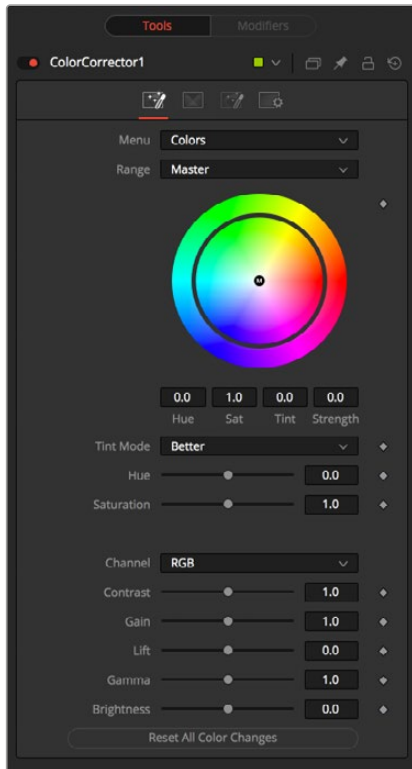 Tools Modifiers
ColorCorrector1
Menu Colors
Range Master
M
0.0 1.0 0.0 0.0
Hue Sat Tint Strength
Tint Mode Better
Hue 0.0
Saturation 1.0
Channel RGB
Contrast 1.0
Gain 1.0
Lift 0.0
Gamma 1.0
Brightness 0.0
Reset All Color Changes